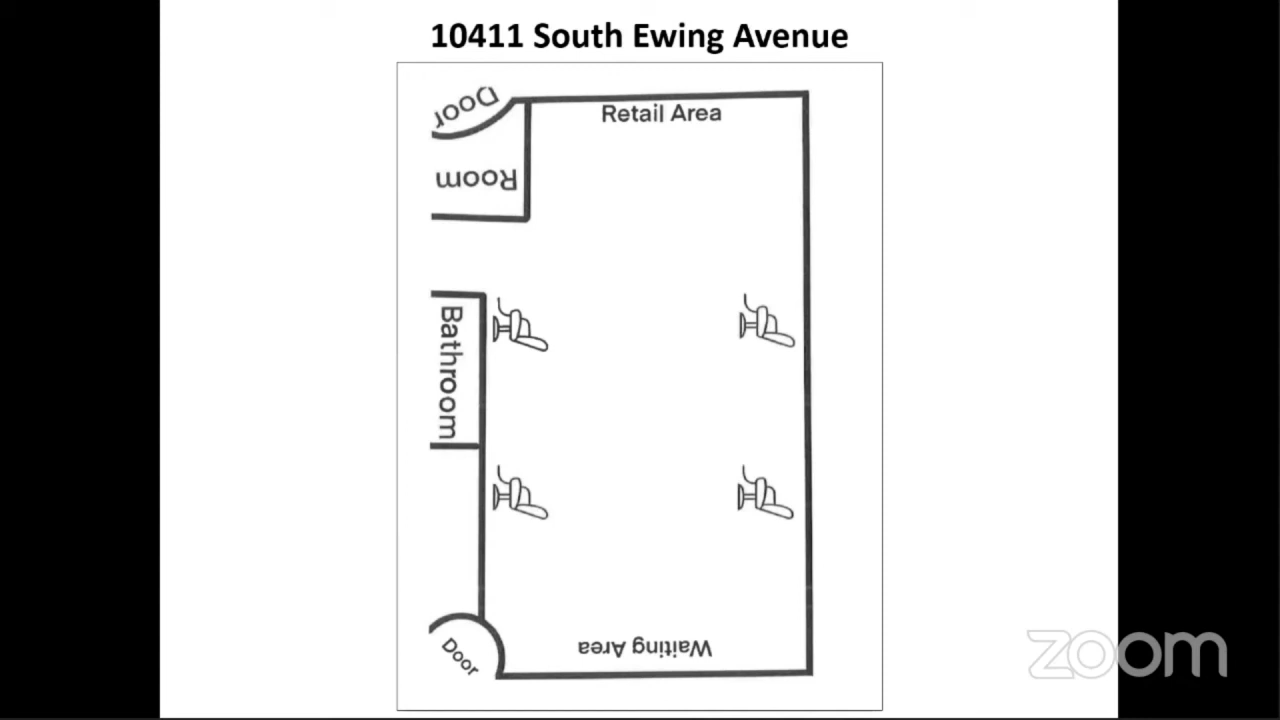 10411 South Ewing Avenue
Door
Retail Area
Room
Bathroom
Waiting Area
Door
zoom